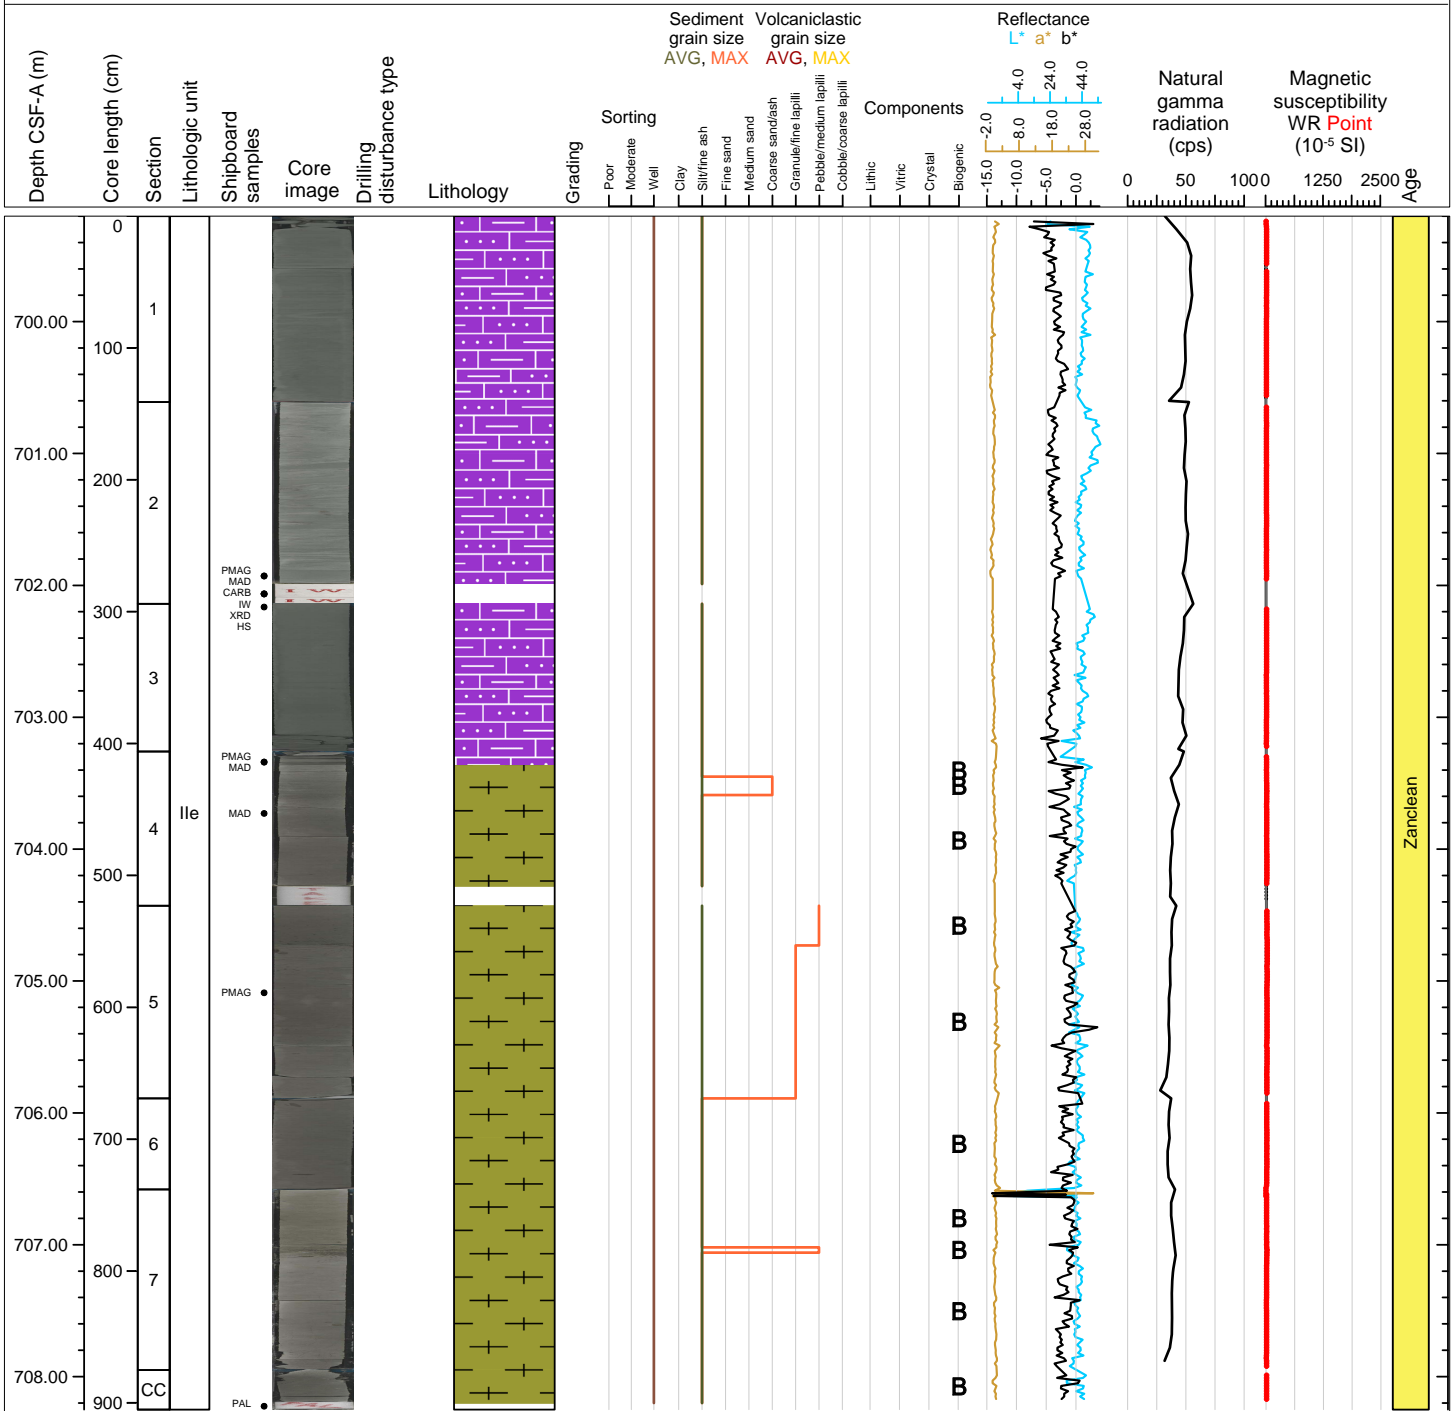 Depth CSF-A (m)
Core length (cm)
Section
Lithologic unit
Shipboard
samples
Core
image
Drilling
disturbance type
Lithology
Grading
Sorting
Poor
Moderate
Well
Sediment
grain size
AVG, MAX
Volcaniclastic
grain size
AVG, MAX
Clay
Silt/fine ash
Fine sand
Medium sand
Coarse sand/ash
Granule/fine lapilli
Pebble/medium lapilli
Cobble/coarse lapilli
Components
Lithic
Vitric
Crystal
Biogenic
Reflectance
L* a* b*
4.0 24.0 44.0
-2.0 8.0 18.0 28.0
-15.0 -10.0 -5.0 0.0
Natural
gamma
radiation
(cps)
0 50 100
Magnetic
susceptibility
WR Point
(10-5 SI)
0 1250 2500
Age
0
1
700.00
100
701.00
200
2
PMAG
MAD
702.00
CARB
I W
IW
I W
300
XRD
HS
3
703.00
400
PMAG
MAD
B
B
B
MAD
IIe
4
Zanclean
704.00
B
500
B
705.00
PMAG
5
600
B
706.00
700
6
B
707.00
B
B
800
7
B
708.00
CC
B
900
PAL
PAL